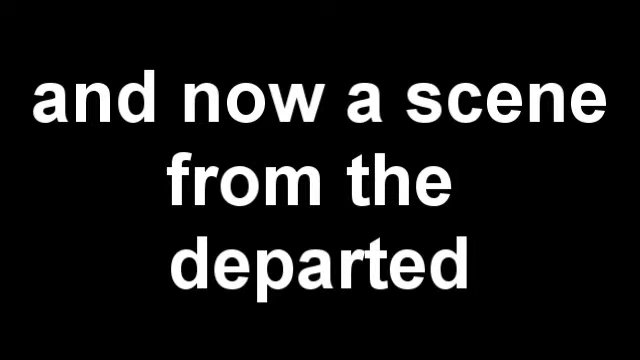 and now a scene
from the
departed